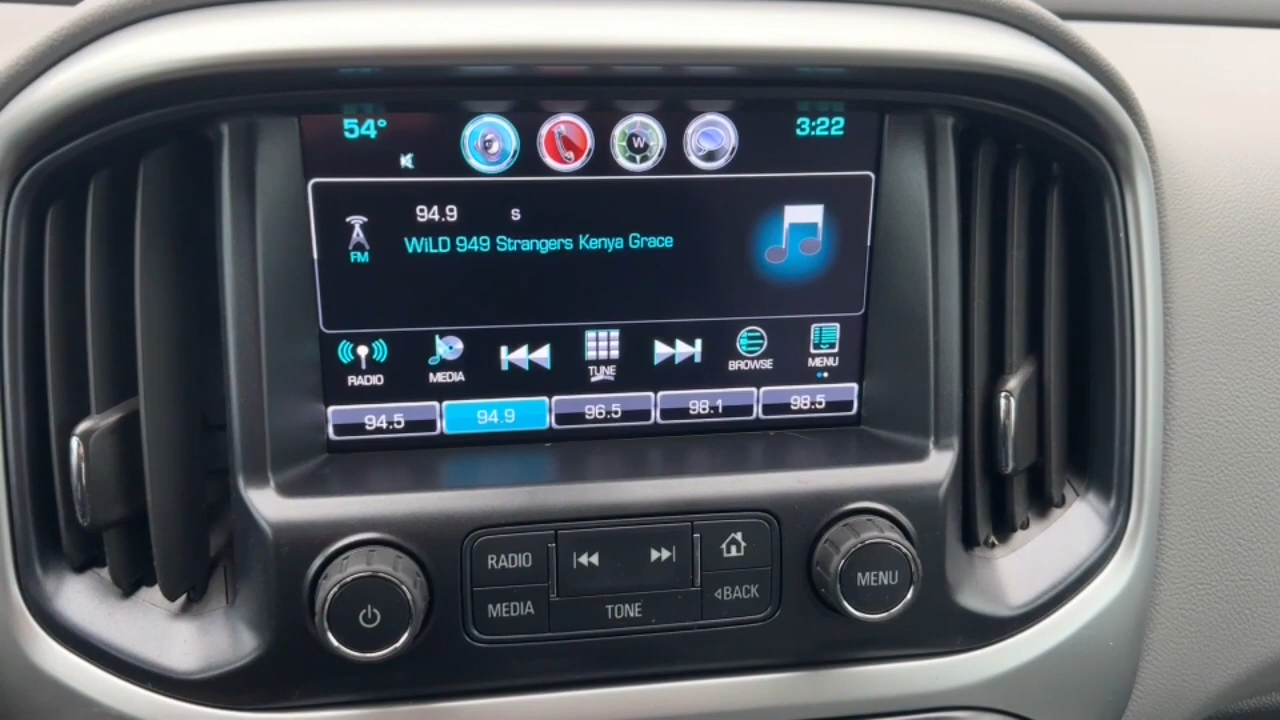 54° W 3:22
94.9 S
FM WiLD 949 Strangers Kenya Grace
RADIO MEDIA TUNE BROWSE MENU
94.5 94.9 96.5 98.1 98.5
RADIO
MEDIA TONE BACK
MENU